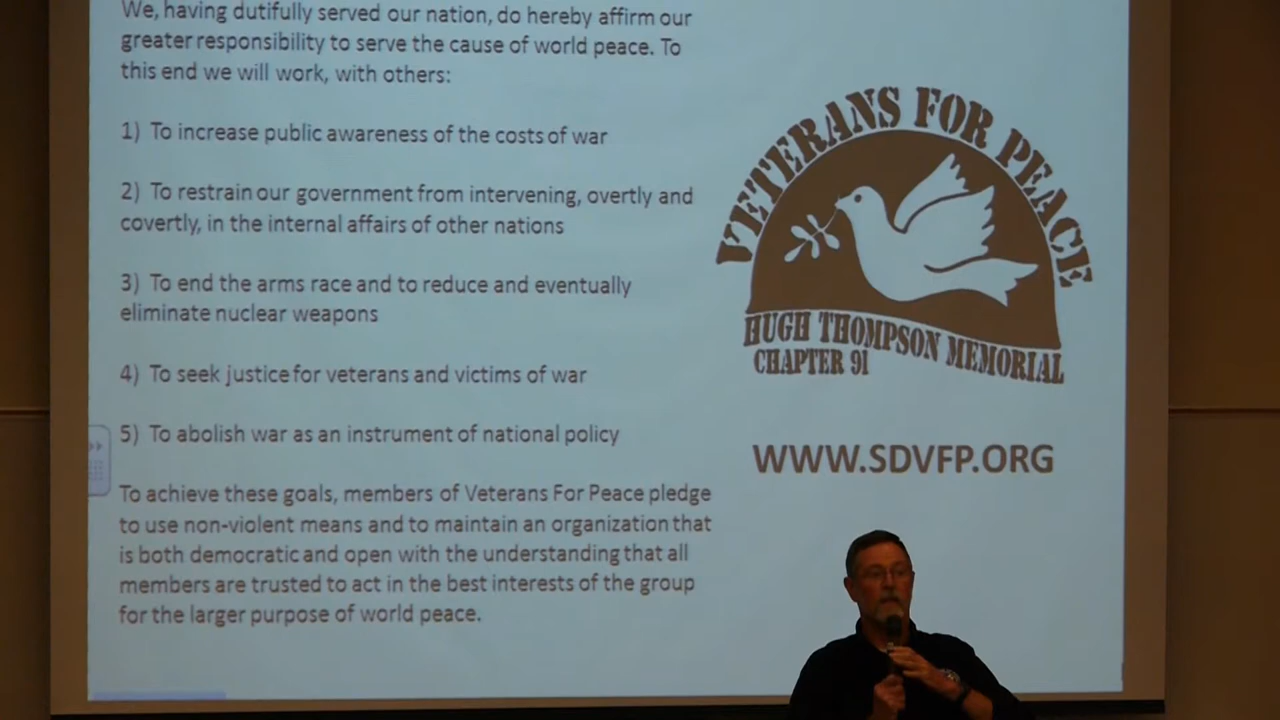 We, having dutifully served our nation, do hereby affirm our
greater responsibility to serve the cause of world peace. To
this end we will work, with others:
1) To increase public awareness of the costs of war
2) To restrain our government from intervening, overtly and
covertly, in the internal affairs of other nations
3) To end the arms race and to reduce and eventually
eliminate nuclear weapons
4) To seek justice for veterans and victims of war
5) To abolish war as an instrument of national policy
To achieve these goals, members of Veterans For Peace pledge
to use non-violent means and to maintain an organization that
is both democratic and open with the understanding that all
members are trusted to act in the best interests of the group
for the larger purpose of world peace.
VETERANS FOR PEACE
HUGH THOMPSON MEMORIAL
CHAPTER 91
WWW.SDVFP.ORG